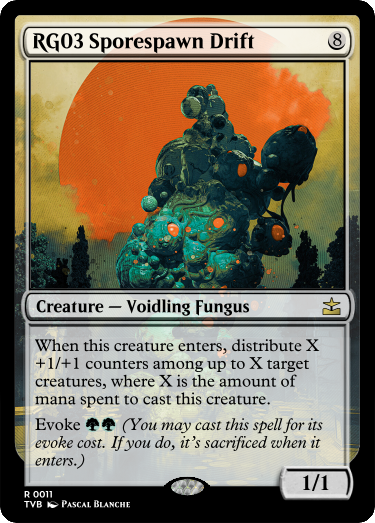 RG03 Sporespawn Drift 8
Creature — Voidling Fungus
When this creature enters, distribute X
+1/+1 counters among up to X target
creatures, where X is the amount of
mana spent to cast this creature.
Evoke (You may cast this spell for its
evoke cost. If you do, it's sacrificed when it
enters.)
1/1
R 0011
TVB Pascal Blanche